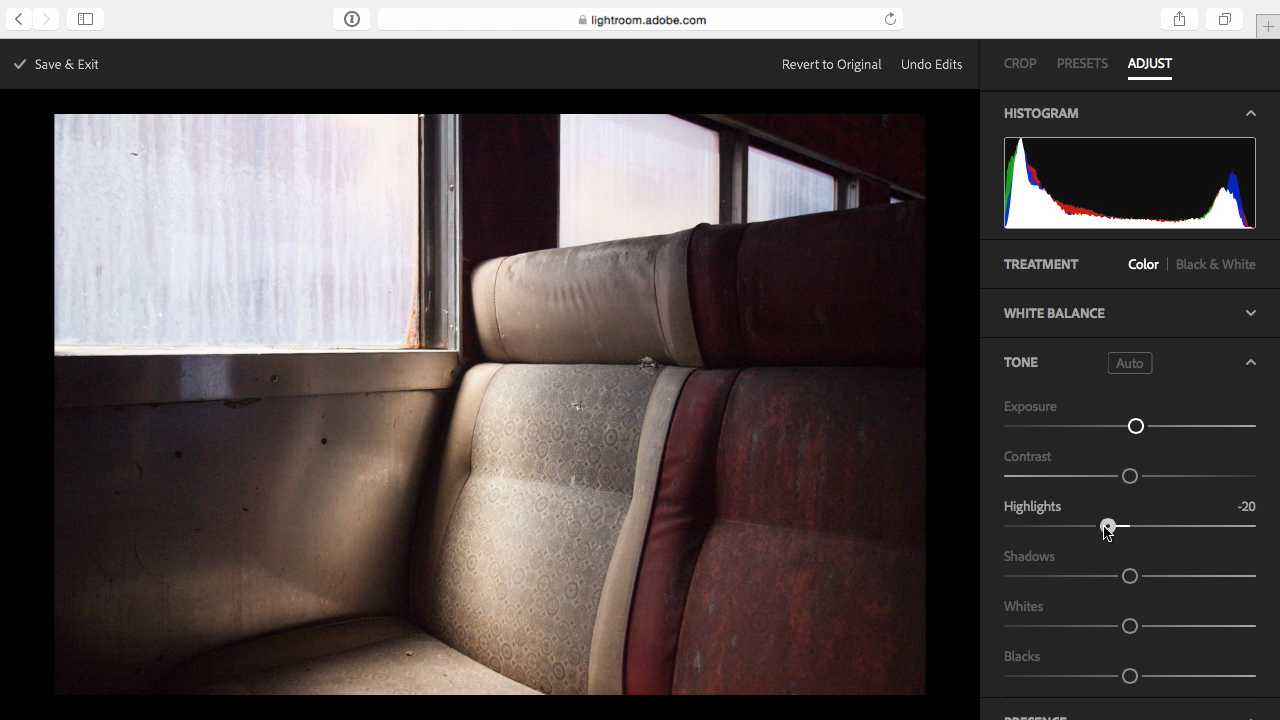 lightroom.adobe.com
Save & Exit
Revert to Original
Undo Edits
CROP
PRESETS
ADJUST
HISTOGRAM
TREATMENT
Color
Black & White
WHITE BALANCE
TONE
Auto
Exposure
Contrast
Highlights
-20
Shadows
Whites
Blacks
PRESENCE